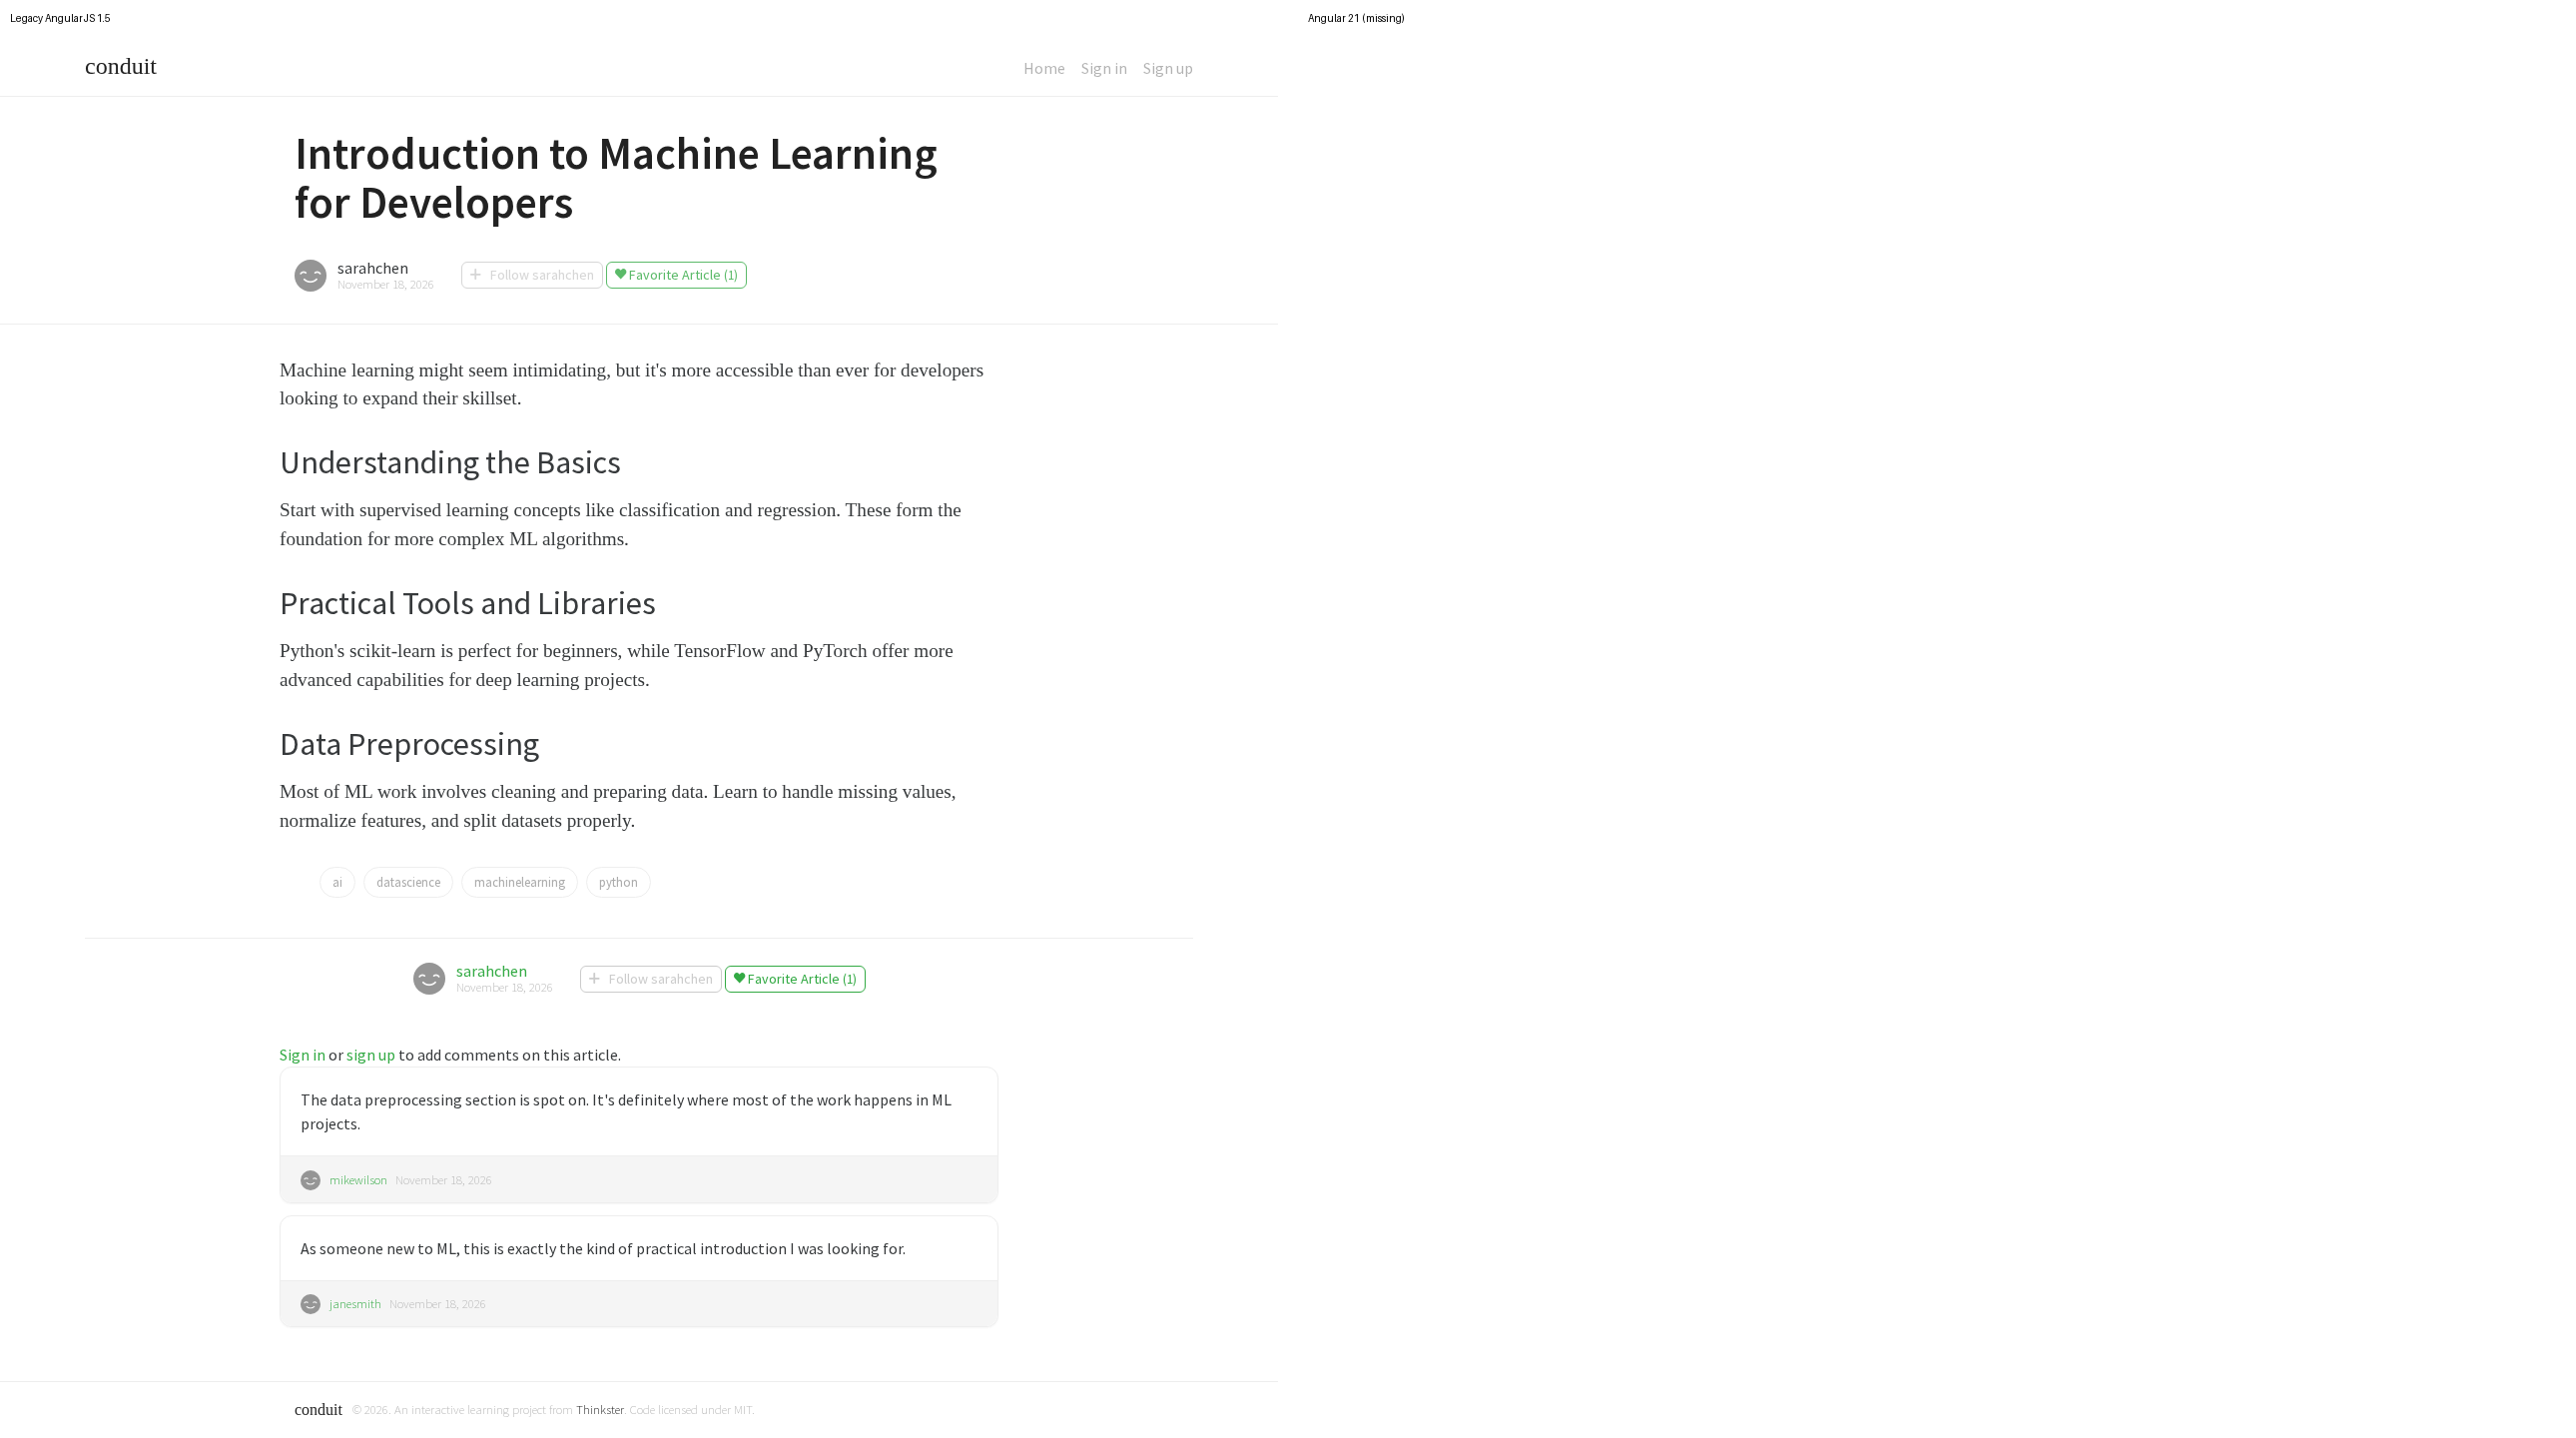 Legacy AngularJS 1.5
Angular 21 (missing)
conduit
Home Sign in Sign up
Introduction to Machine Learning
for Developers
sarahchen
November 18, 2026
Follow sarahchen
Favorite Article (1)
Machine learning might seem intimidating, but it's more accessible than ever for developers
looking to expand their skillset.
Understanding the Basics
Start with supervised learning concepts like classification and regression. These form the
foundation for more complex ML algorithms.
Practical Tools and Libraries
Python's scikit-learn is perfect for beginners, while TensorFlow and PyTorch offer more
advanced capabilities for deep learning projects.
Data Preprocessing
Most of ML work involves cleaning and preparing data. Learn to handle missing values,
normalize features, and split datasets properly.
ai datascience machinelearning python
sarahchen
November 18, 2026
Follow sarahchen
Favorite Article (1)
Sign in or sign up to add comments on this article.
The data preprocessing section is spot on. It's definitely where most of the work happens in ML
projects.
mikewilson November 18, 2026
As someone new to ML, this is exactly the kind of practical introduction I was looking for.
janesmith November 18, 2026
conduit © 2026. An interactive learning project from Thinkster. Code licensed under MIT.